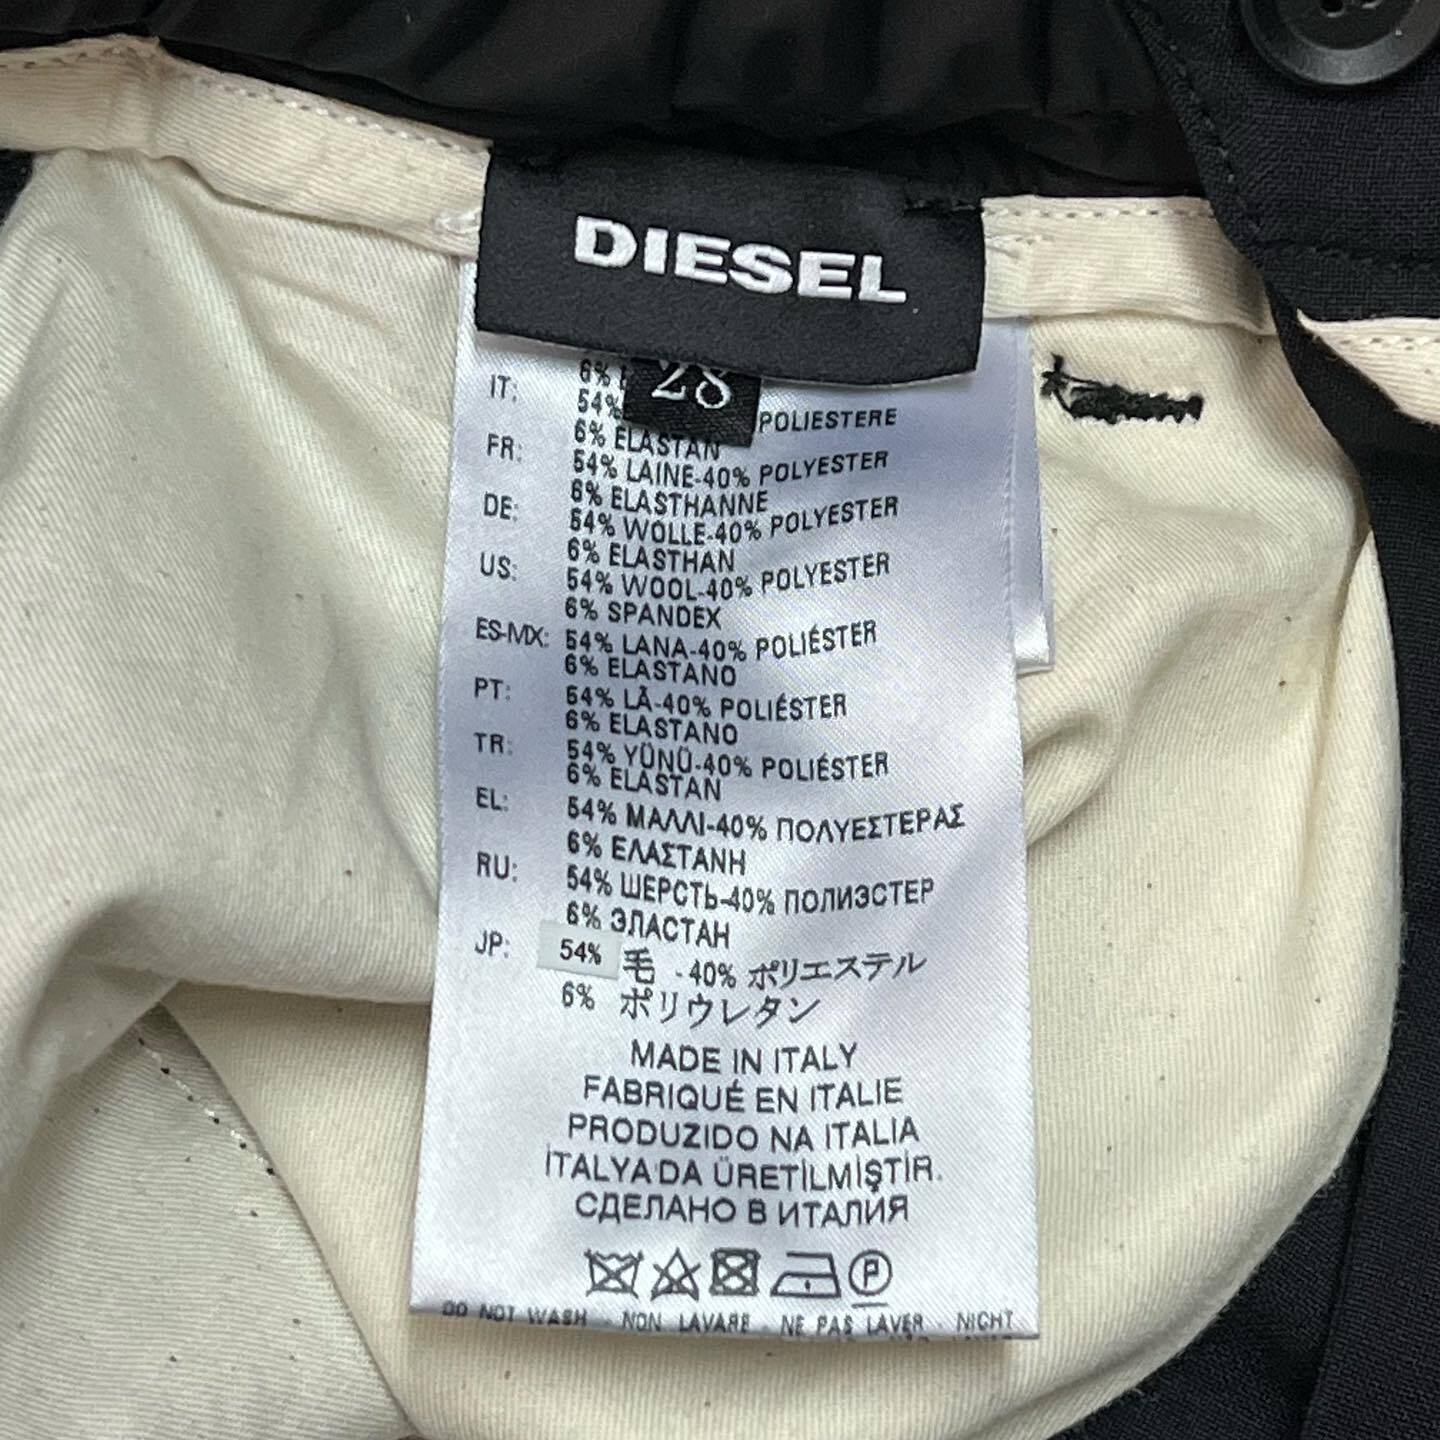 DIESEL
28
6%
IT: 54% POLIESTERE
6% ELASTAN
FR: 54% LAINE-40% POLYESTER
6% ELASTHANNE
DE: 54% WOLLE-40% POLYESTER
6% ELASTHAN
US: 54% WOOL-40% POLYESTER
6% SPANDEX
ES-MX: 54% LANA-40% POLIÉSTER
6% ELASTANO
PT: 54% LÃ-40% POLIÉSTER
6% ELASTANO
TR: 54% YÜNÜ-40% POLIÉSTER
6% ELASTAN
EL: 54% ΜΑΛΛΙ-40% ΠΟΛΥΕΣΤΕΡΑΣ
6% ΕΛΑΣΤΑΝΗ
RU: 54% ШЕРСТЬ-40% ПОЛИЭСТЕР
6% ЭЛАСТАН
JP: 54% 毛 -40% ポリエステル
6% ポリウレタン
MADE IN ITALY
FABRIQUÉ EN ITALIE
PRODUZIDO NA ITALIA
İTALYA'DA ÜRETİLMİŞTİR.
СДЕЛАНО В ИТАЛИЯ
P
DO NOT WASH - NON LAVARE - NE PAS LAVER - NICHT